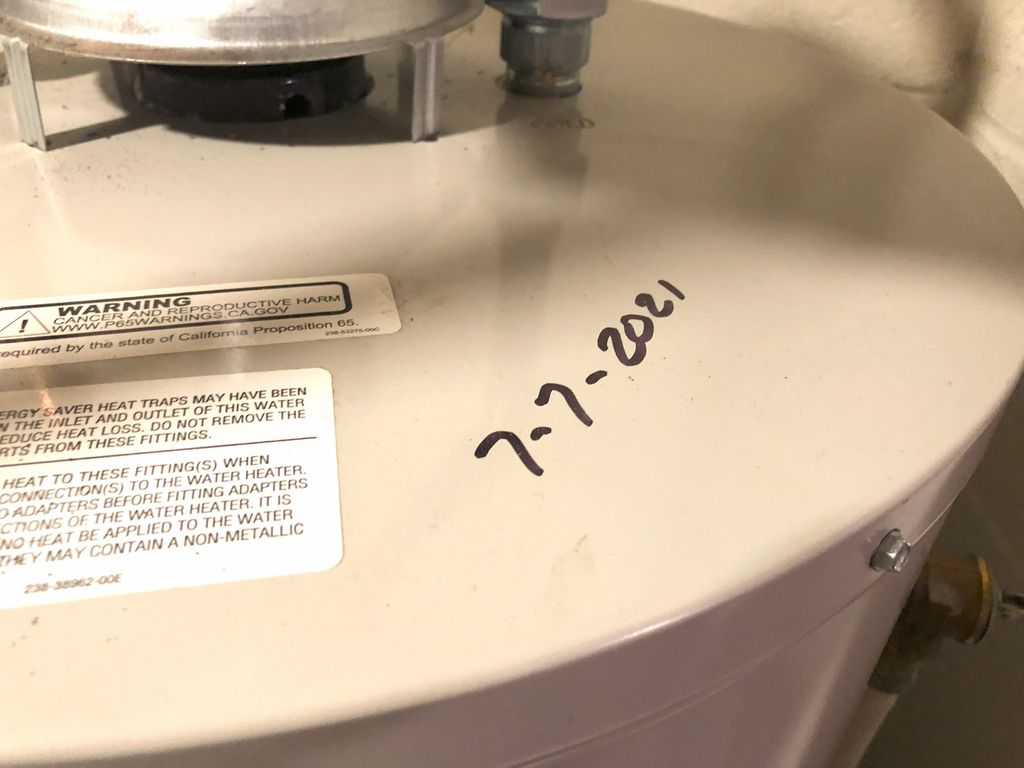 WARNING
CANCER AND REPRODUCTIVE HARM
WWW.P65WARNINGS.CA.GOV
required by the state of California Proposition 65.
238-53275-00C
ERGY SAVER HEAT TRAPS MAY HAVE BEEN
N THE INLET AND OUTLET OF THIS WATER
EDUCE HEAT LOSS. DO NOT REMOVE THE
RTS FROM THESE FITTINGS.
HEAT TO THESE FITTING(S) WHEN
CONNECTION(S) TO THE WATER HEATER.
O ADAPTERS BEFORE FITTING ADAPTERS
ECTIONS OF THE WATER HEATER. IT IS
NO HEAT BE APPLIED TO THE WATER
THEY MAY CONTAIN A NON-METALLIC
238-38962-00E
7-7-2021